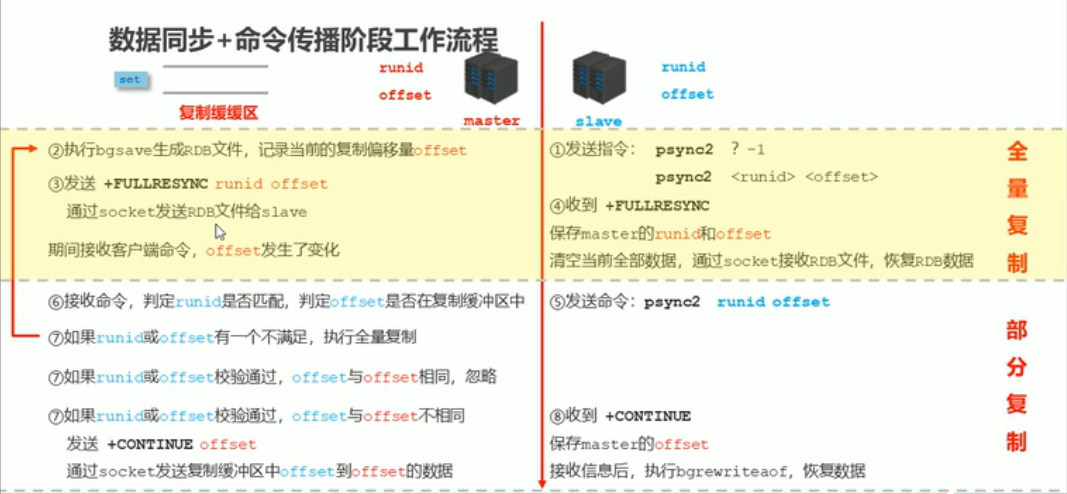 数据同步+命令传播阶段工作流程
set
复制缓缓区
runid
offset
master
runid
offset
slave
②执行bgsave生成RDB文件，记录当前的复制偏移量offset
③发送 +FULLRESYNC runid offset
通过socket发送RDB文件给slave
期间接收客户端命令，offset发生了变化
①发送指令： psync2 ? -1
psync2 <runid> <offset>
④收到 +FULLRESYNC
保存master的runid和offset
清空当前全部数据，通过socket接收RDB文件，恢复RDB数据
全量复制
⑥接收命令，判定runid是否匹配，判定offset是否在复制缓冲区中
⑦如果runid或offset有一个不满足，执行全量复制
⑦如果runid或offset校验通过，offset与offset相同，忽略
⑦如果runid或offset校验通过，offset与offset不相同
发送 +CONTINUE offset
通过socket发送复制缓冲区中offset到offset的数据
⑤发送命令：psync2 runid offset
⑧收到 +CONTINUE
保存master的offset
接收信息后，执行bgrewriteaof，恢复数据
部分复制